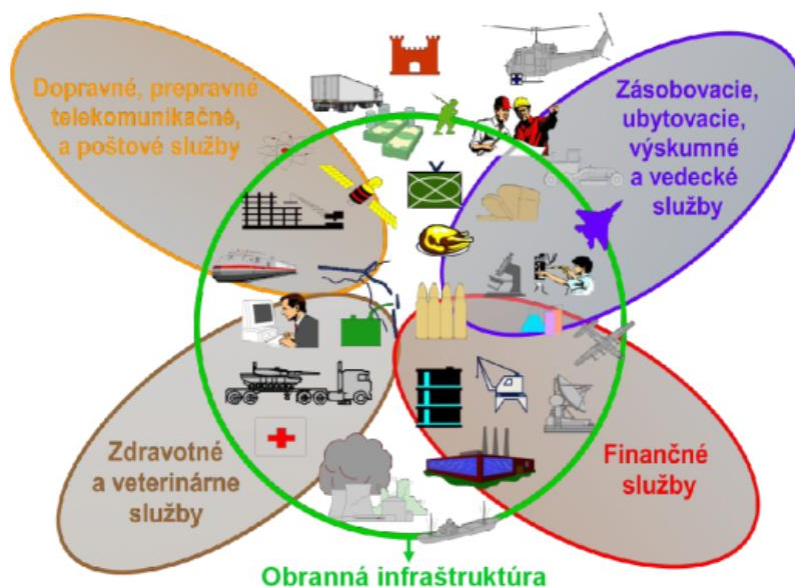 Dopravné, prepravné
telekomunikačné,
a poštové služby
Zásobovacie,
ubytovacie,
výskumné
a vedecké
služby
Zdravotné
a veterinárne
služby
Finančné
služby
Obranná infraštruktúra